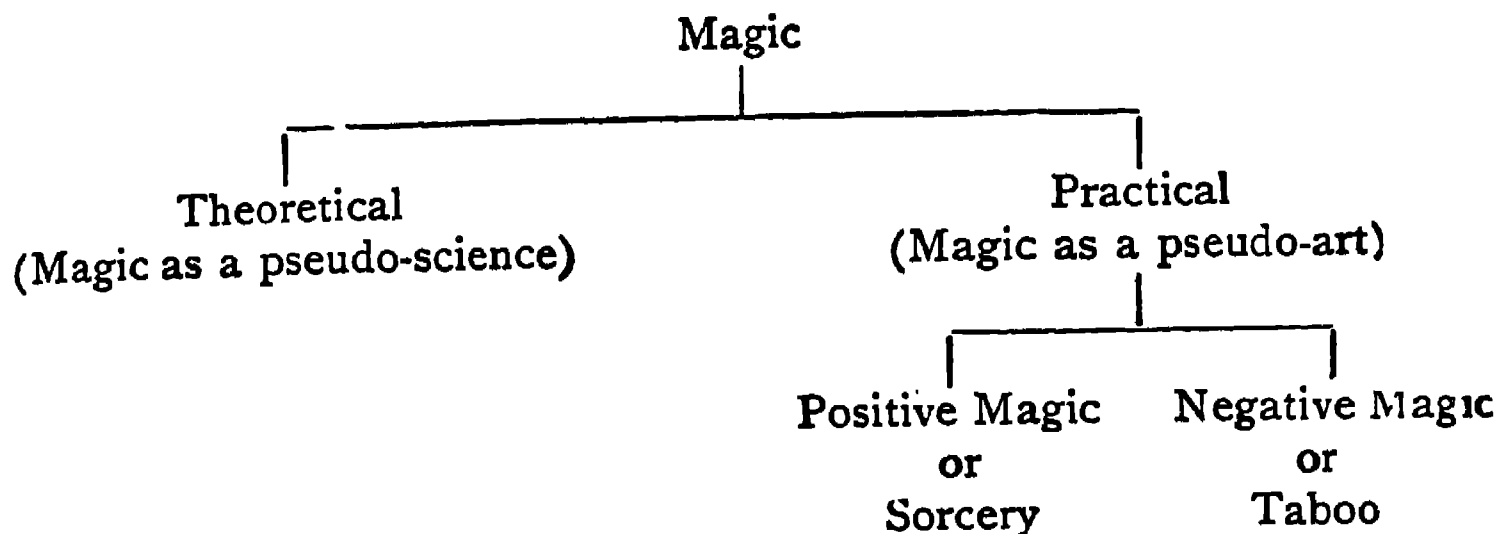 Magic
Theoretical
(Magic as a pseudo-science)
Practical
(Magic as a pseudo-art)
Positive Magic
or
Sorcery
Negative Magic
or
Taboo